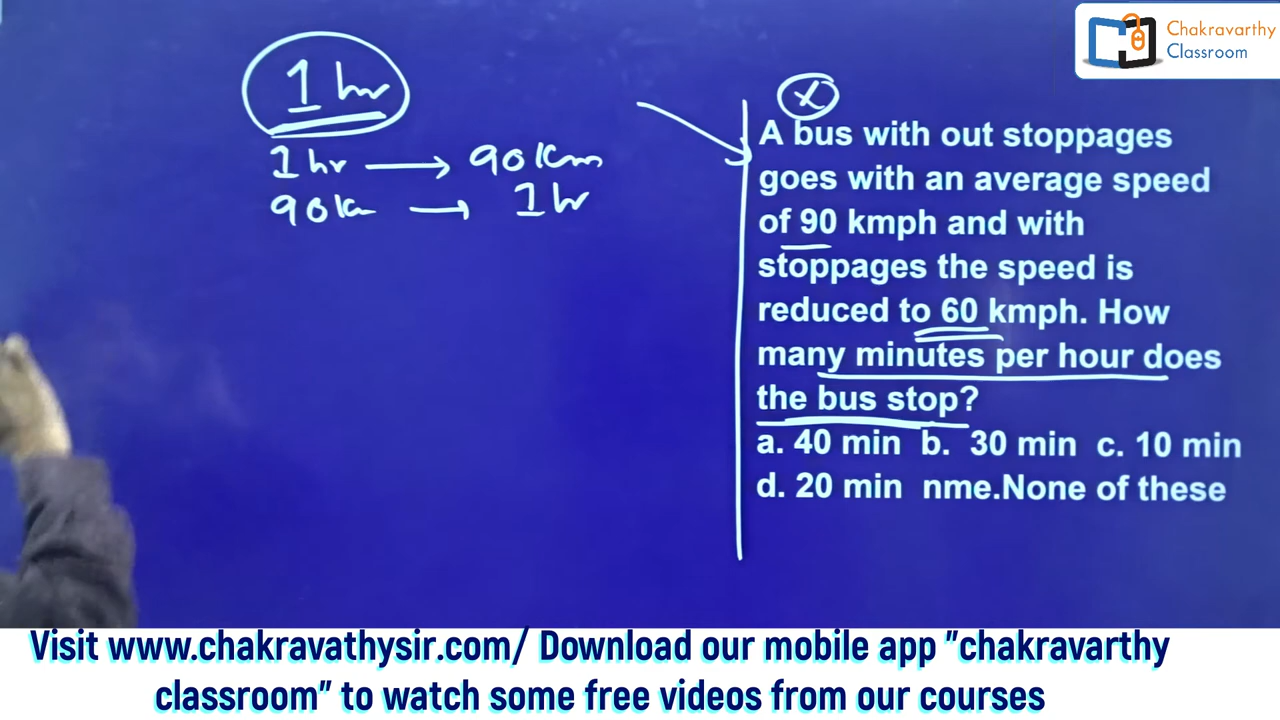 Chakravarthy
Classroom
1 hr
1 hr → 90 Km
90 Km → 1 hr
x
A bus with out stoppages
goes with an average speed
of 90 kmph and with
stoppages the speed is
reduced to 60 kmph. How
many minutes per hour does
the bus stop?
a. 40 min b. 30 min c. 10 min
d. 20 min nme.None of these
Visit www.chakravathysir.com/ Download our mobile app "chakravarthy
classroom" to watch some free videos from our courses